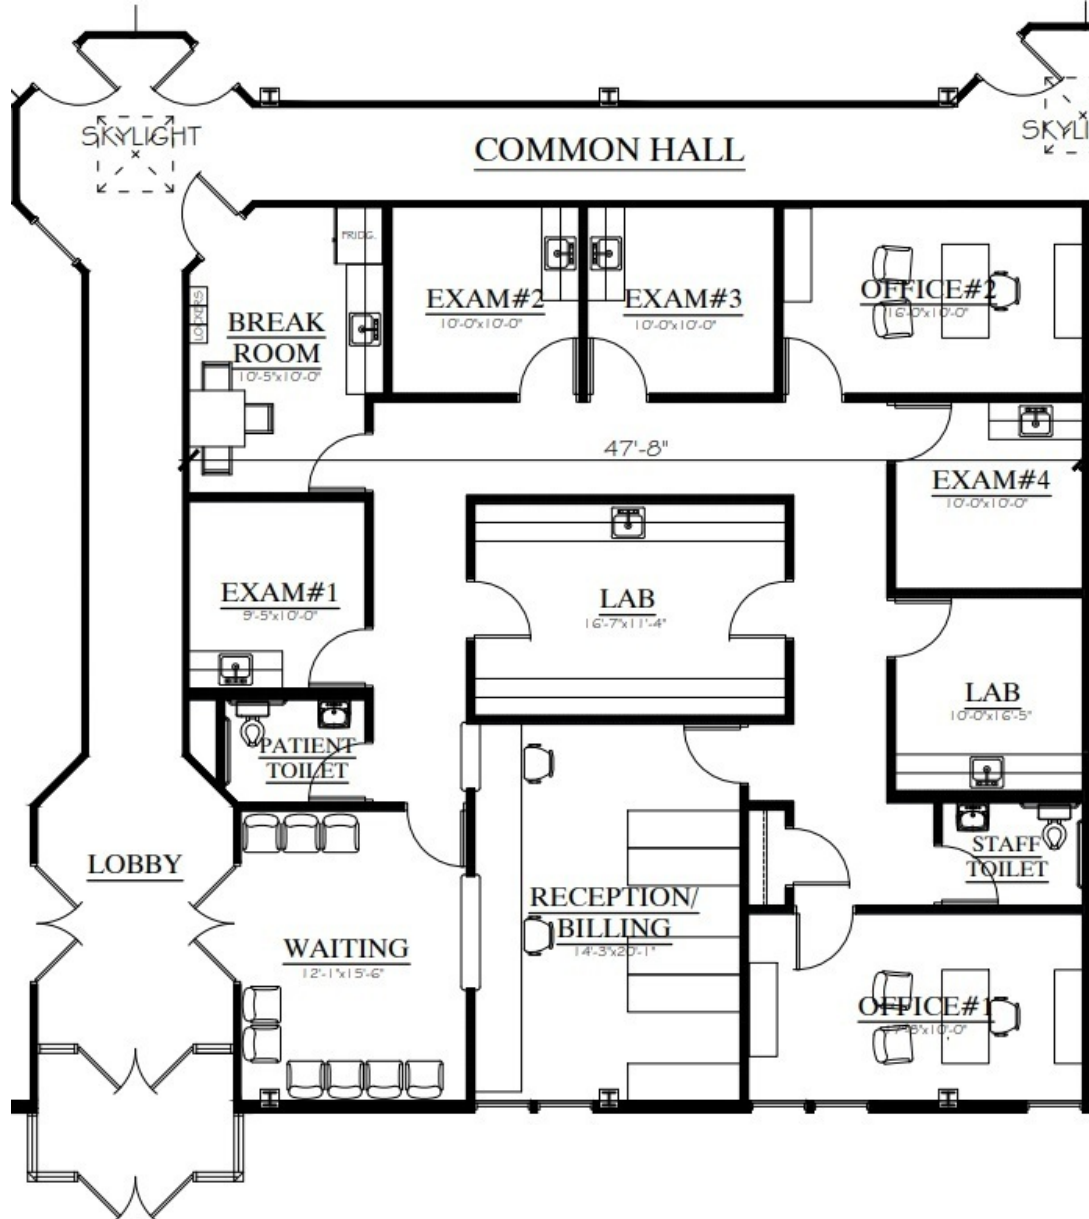 SKYLIGHT
COMMON HALL
FRIDG.
LOCKERS
BREAK
ROOM
10'-5"x10'-0"
EXAM#2
10'-0"x10'-0"
EXAM#3
10'-0"x10'-0"
OFFICE#2
16'-0"x10'-0"
47'-8"
EXAM#4
10'-0"x10'-0"
EXAM#1
9'-5"x10'-0"
LAB
16'-7"x11'-4"
LAB
10'-0"x16'-5"
PATIENT
TOILET
STAFF
TOILET
LOBBY
WAITING
12'-1"x15'-6"
RECEPTION/
BILLING
14'-3"x20'-1"
OFFICE#1